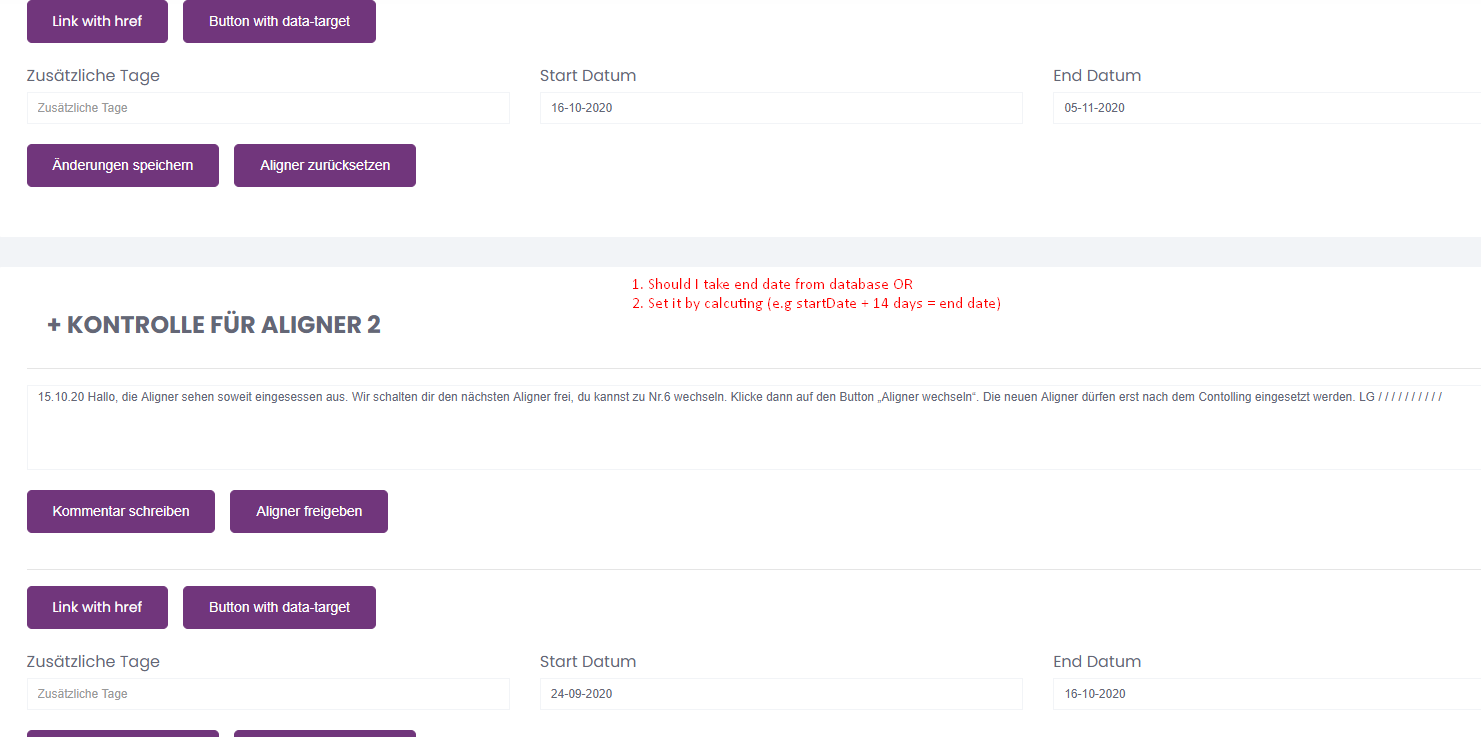 Link with href Button with data-target
Zusätzliche Tage Start Datum End Datum
Zusätzliche Tage 16-10-2020 05-11-2020
Änderungen speichern Aligner zurücksetzen
1. Should I take end date from database OR
2. Set it by calcuting (e.g startDate + 14 days = end date)
+ KONTROLLE FÜR ALIGNER 2
15.10.20 Hallo, die Aligner sehen soweit eingesessen aus. Wir schalten dir den nächsten Aligner frei, du kannst zu Nr.6 wechseln. Klicke dann auf den Button „Aligner wechseln“. Die neuen Aligner dürfen erst nach dem Contolling eingesetzt werden. LG / / / / / / / / / /
Kommentar schreiben Aligner freigeben
Link with href Button with data-target
Zusätzliche Tage Start Datum End Datum
Zusätzliche Tage 24-09-2020 16-10-2020